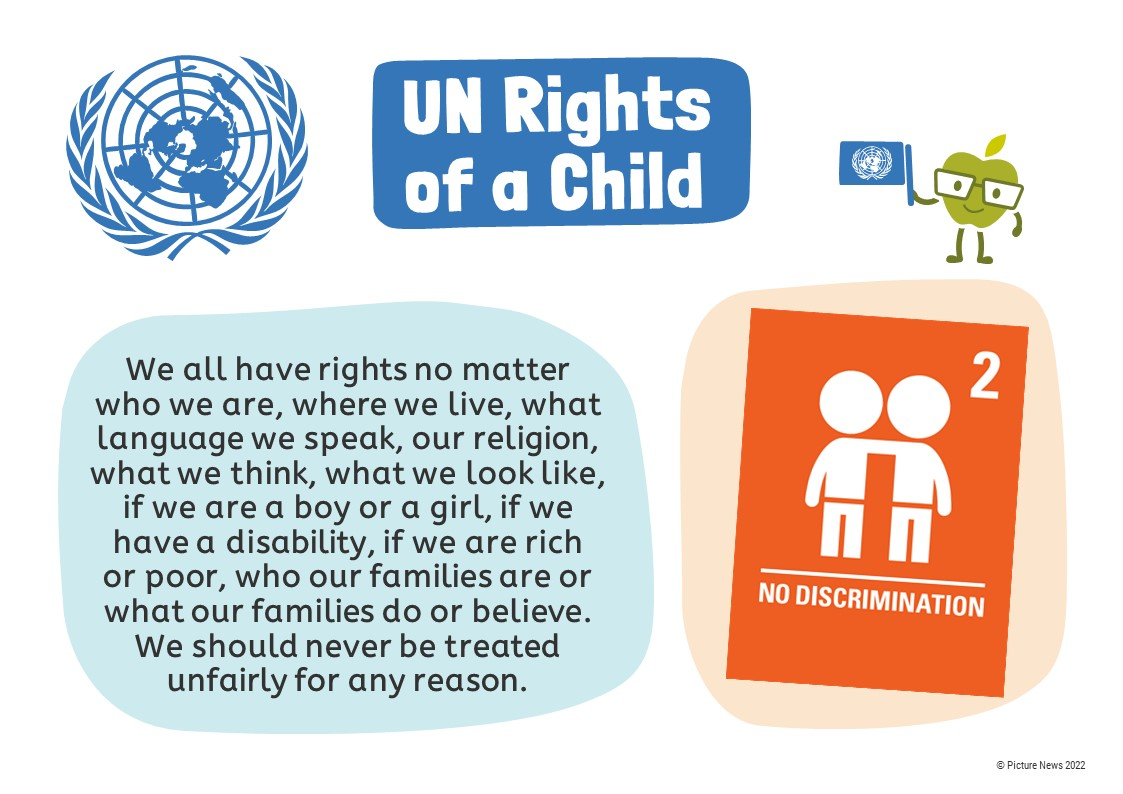 UN Rights
of a Child
We all have rights no matter
who we are, where we live, what
language we speak, our religion,
what we think, what we look like,
if we are a boy or a girl, if we
have a disability, if we are rich
or poor, who our families are or
what our families do or believe.
We should never be treated
unfairly for any reason.
2
NO DISCRIMINATION
© Picture News 2022